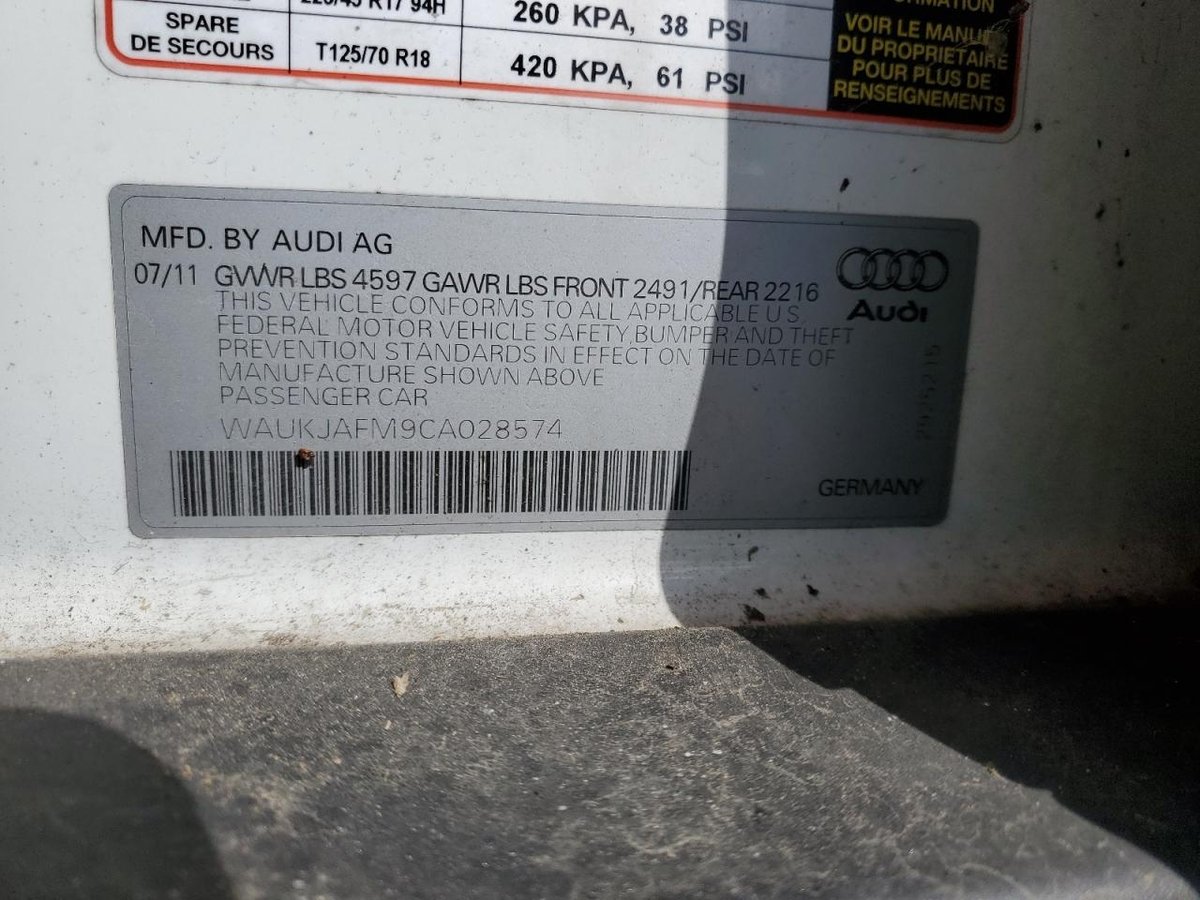 260 KPA, 38 PSI
SPARE
DE SECOURS
T125/70 R18
420 KPA, 61 PSI
VOIR LE MANUEL
DU PROPRIETAIRE
POUR PLUS DE
RENSEIGNEMENTS
MFD. BY AUDI AG
07/11 GVWR LBS 4597 GAWR LBS FRONT 2491/REAR 2216
THIS VEHICLE CONFORMS TO ALL APPLICABLE U.S.
FEDERAL MOTOR VEHICLE SAFETY, BUMPER AND THEFT
PREVENTION STANDARDS IN EFFECT ON THE DATE OF
MANUFACTURE SHOWN ABOVE
PASSENGER CAR
WAUKJAFM9CA028574
Audi
GERMANY